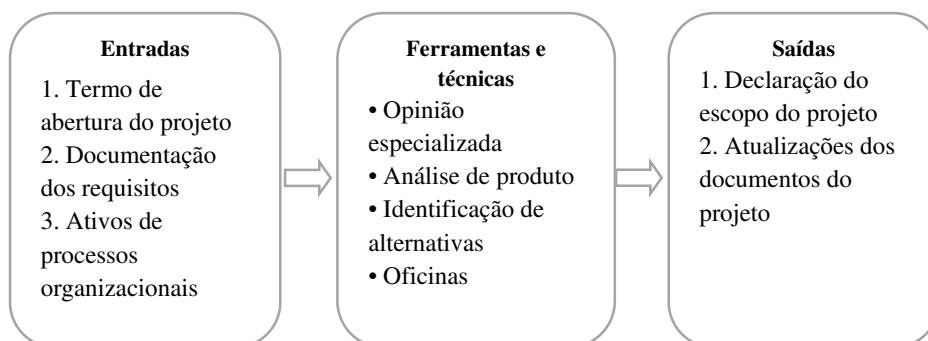 Entradas
1. Termo de
abertura do projeto
2. Documentação
dos requisitos
3. Ativos de
processos
organizacionais
Ferramentas e
técnicas
• Opinião
especializada
• Análise de produto
• Identificação de
alternativas
• Oficinas
Saídas
1. Declaração do
escopo do projeto
2. Atualizações dos
documentos do
projeto